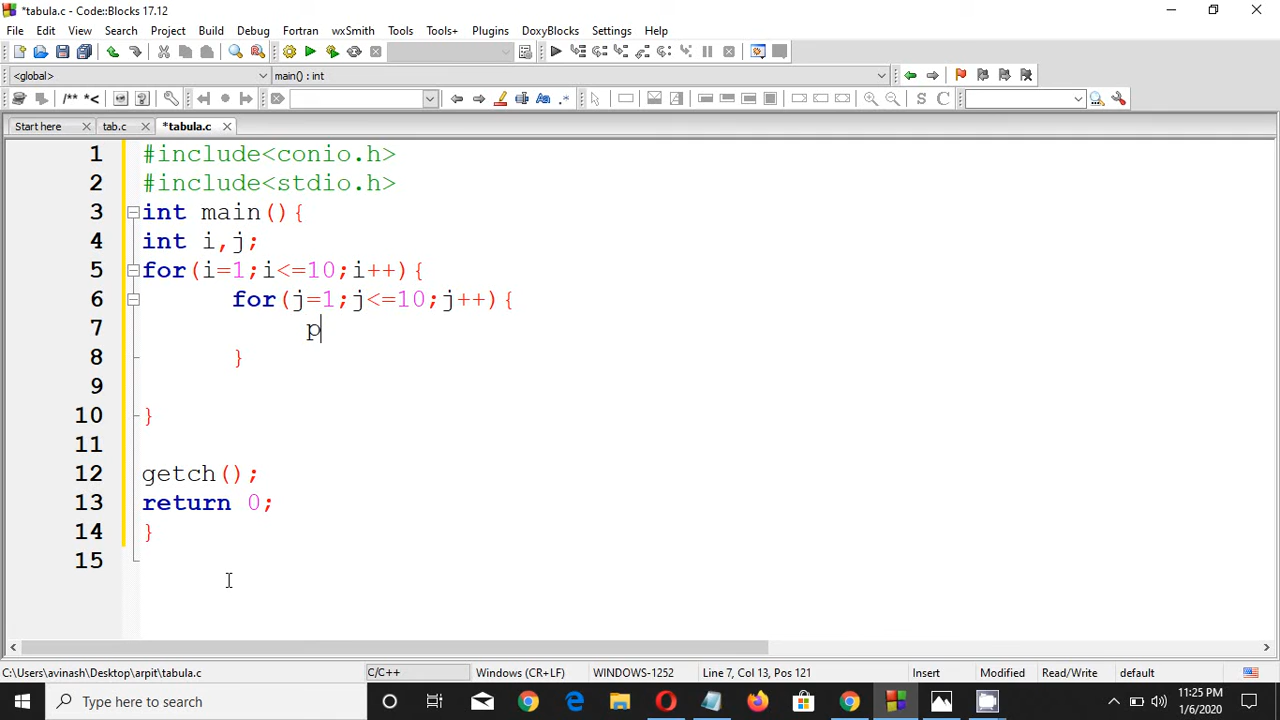 *tabula.c - Code::Blocks 17.12
File Edit View Search Project Build Debug Fortran wxSmith Tools Tools+ Plugins DoxyBlocks Settings Help
<global> main() : int
/** *< S C
Start here tab.c *tabula.c
1 #include<conio.h>
2 #include<stdio.h>
3 int main(){
4 int i,j;
5 for(i=1;i<=10;i++){
6 for(j=1;j<=10;j++){
7 p
8 }
9
10 }
11
12 getch();
13 return 0;
14 }
15
C:\Users\avinash\Desktop\arpit\tabula.c C/C++ Windows (CR+LF) WINDOWS-1252 Line 7, Col 13, Pos 121 Insert Modified Read/Write default
Type here to search
11:25 PM
1/6/2020